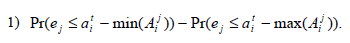 1) Pr(e_j ≤ a_i^t − min(A_i^j)) − Pr(e_j ≤ a_i^t − max(A_i^j)).